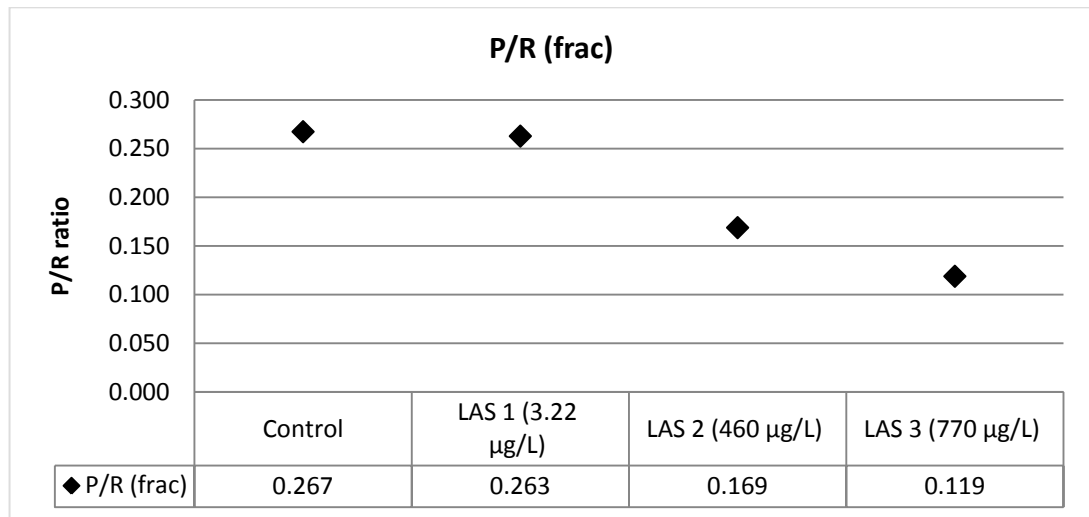 P/R (frac)
P/R ratio
0.300
0.250
0.200
0.150
0.100
0.050
0.000
Control
LAS 1 (3.22
µg/L)
LAS 2 (460 µg/L)
LAS 3 (770 µg/L)
P/R (frac) 0.267 0.263 0.169 0.119